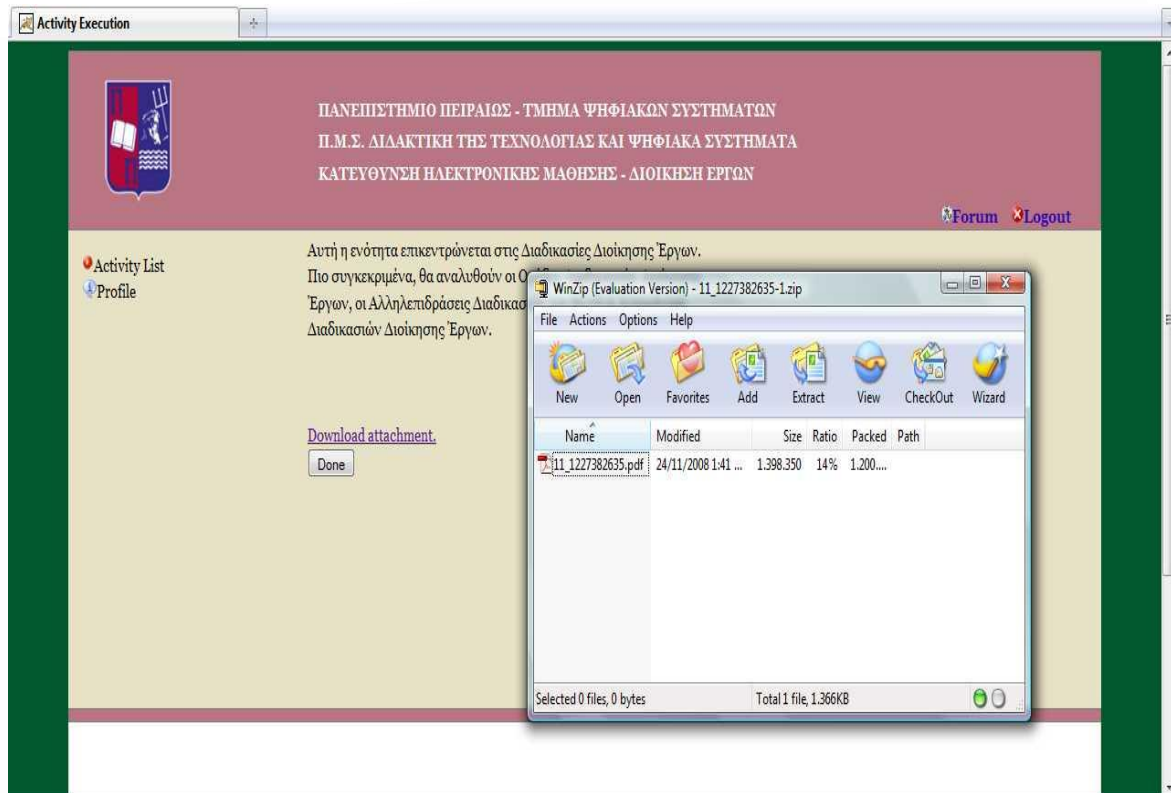 Activity Execution
ΠΑΝΕΠΙΣΤΗΜΙΟ ΠΕΙΡΑΙΩΣ - ΤΜΗΜΑ ΨΗΦΙΑΚΩΝ ΣΥΣΤΗΜΑΤΩΝ
Π.Μ.Σ. ΔΙΔΑΚΤΙΚΗ ΤΗΣ ΤΕΧΝΟΛΟΓΙΑΣ ΚΑΙ ΨΗΦΙΑΚΑ ΣΥΣΤΗΜΑΤΑ
ΚΑΤΕΥΘΥΝΣΗ ΗΛΕΚΤΡΟΝΙΚΗΣ ΜΑΘΗΣΗΣ - ΔΙΟΙΚΗΣΗ ΕΡΓΩΝ
Forum Logout
Activity List
Profile
Αυτή η ενότητα επικεντρώνεται στις Διαδικασίες Διοίκησης Έργων.
Πιο συγκεκριμένα, θα αναλυθούν οι
Έργων, οι Αλληλεπιδράσεις
Διαδικασιών Διοίκησης Έργων.
Download attachment.
Done
WinZip (Evaluation Version) - 11_1227382635-1.zip
File Actions Options Help
New Open Favorites Add Extract View CheckOut Wizard
Name Modified Size Ratio Packed Path
11_1227382635.pdf 24/11/2008 1:41 ... 1.398.350 14% 1.200....
Selected 0 files, 0 bytes Total 1 file, 1.366KB